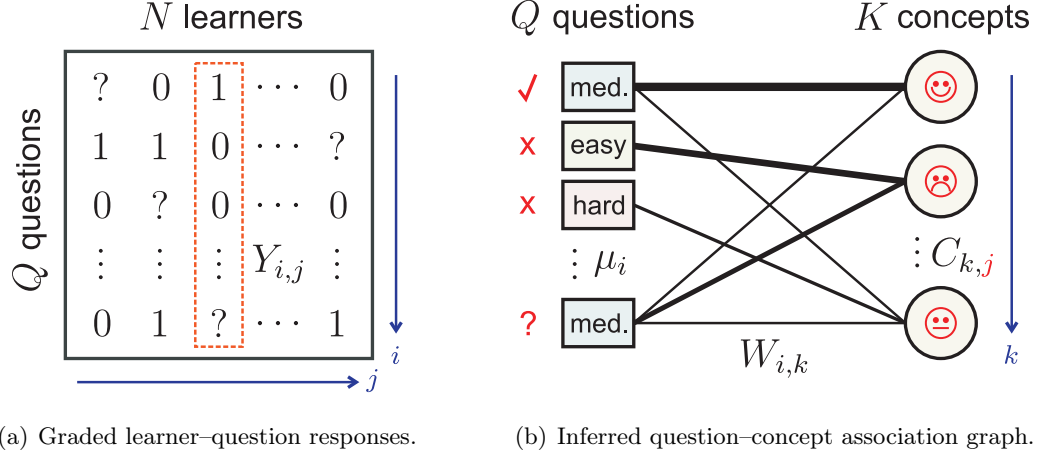 N learners
Q questions
? 0 1 ··· 0
1 1 0 ··· ?
0 ? 0 ··· 0
⋮ ⋮ ⋮ Y_{i,j} ⋮
0 1 ? ··· 1
i
j
(a) Graded learner–question responses.
Q questions
K concepts
✓ med.
x easy
x hard
⋮ μ_i
? med.
⋮ C_{k,j}
W_{i,k}
k
(b) Inferred question–concept association graph.